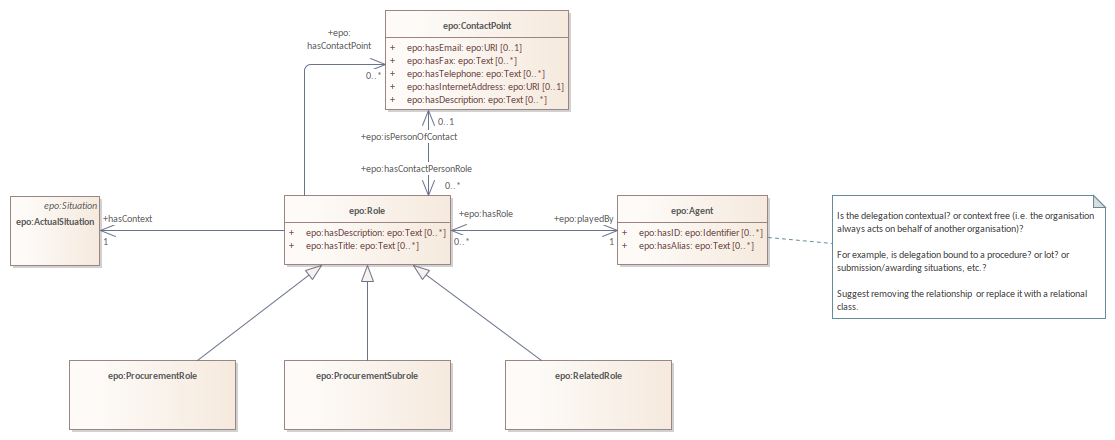 epo:ContactPoint
+ epo:hasEmail: epo:URI [0..1]
+ epo:hasFax: epo:Text [0..*]
+ epo:hasTelephone: epo:Text [0..*]
+ epo:hasInternetAddress: epo:URI [0..1]
+ epo:hasDescription: epo:Text [0..*]
+epo:
hasContactPoint
0..*
0..1
+epo:isPersonOfContact
+epo:hasContactPersonRole
0..*
epo:Situation
epo:ActualSituation
+hasContext
1
epo:Role
+ epo:hasDescription: epo:Text [0..*]
+ epo:hasTitle: epo:Text [0..*]
+epo:hasRole
0..*
+epo:playedBy
1
epo:Agent
+ epo:hasID: epo:Identifier [0..*]
+ epo:hasAlias: epo:Text [0..*]
Is the delegation contextual? or context free (i.e. the organisation
always acts on behalf of another organisation)?
For example, is delegation bound to a procedure? or lot? or
submission/awarding situations, etc.?
Suggest removing the relationship or replace it with a relational
class.
epo:ProcurementRole
epo:ProcurementSubrole
epo:RelatedRole